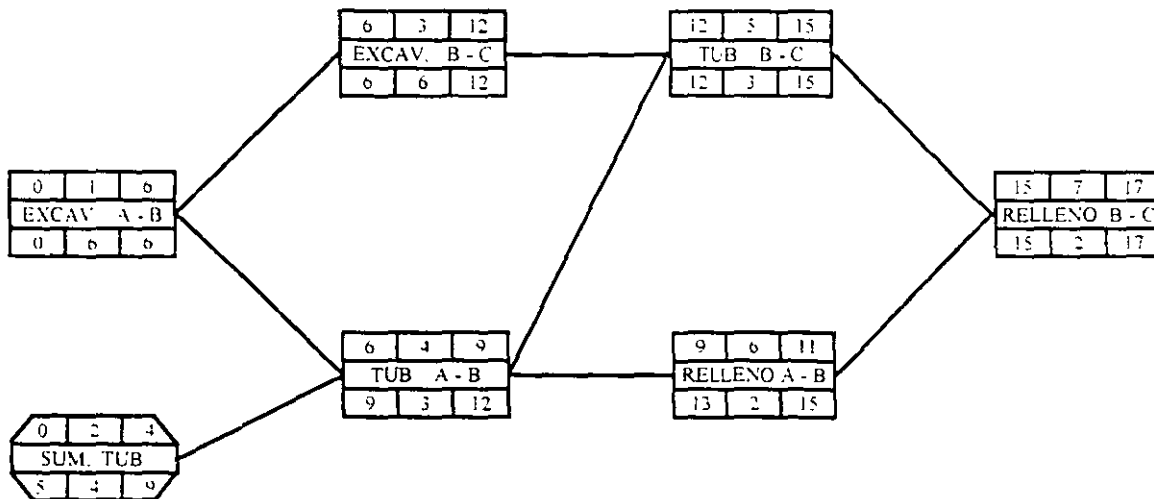 6 3 12
EXCAV. B - C
6 6 12
12 5 15
TUB B - C
12 3 15
0 1 6
EXCAV A - B
0 6 6
15 7 17
RELLENO B - C
15 2 17
6 4 9
TUB A - B
9 3 12
9 6 11
RELLENO A - B
13 2 15
0 2 4
SUM. TUB
5 4 9